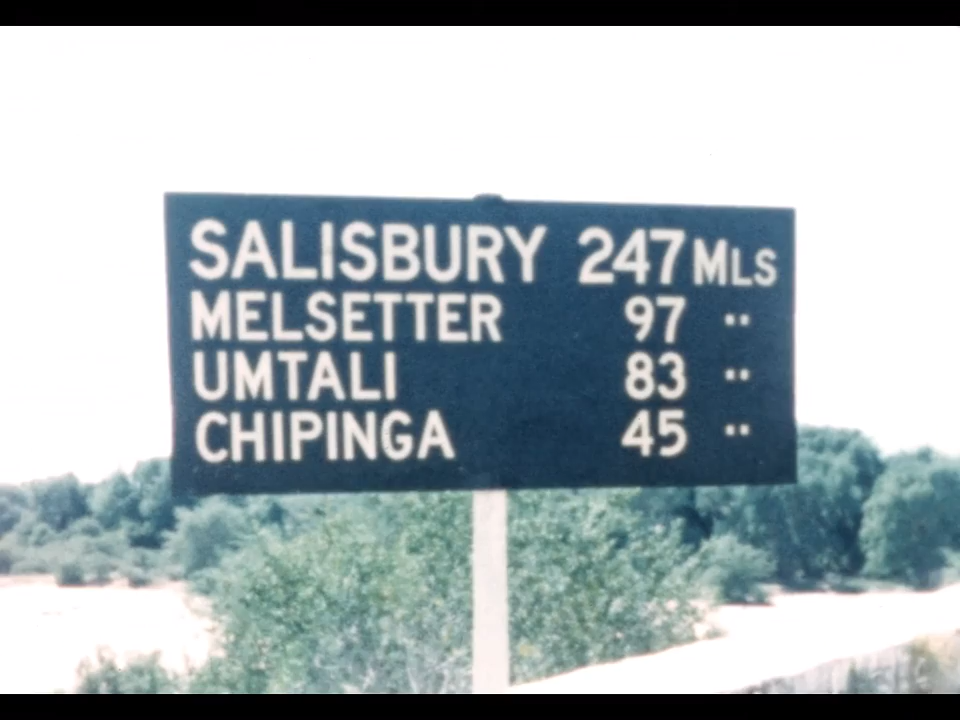 SALISBURY 247 MLS
MELSETTER 97 "
UMTALI 83 "
CHIPINGA 45 "